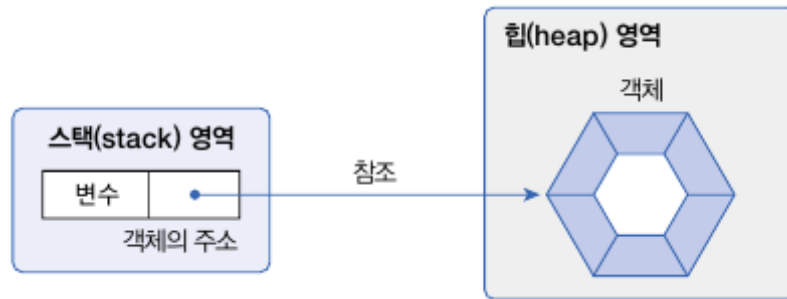 힙(heap) 영역
객체
스택(stack) 영역
변수
참조
객체의 주소